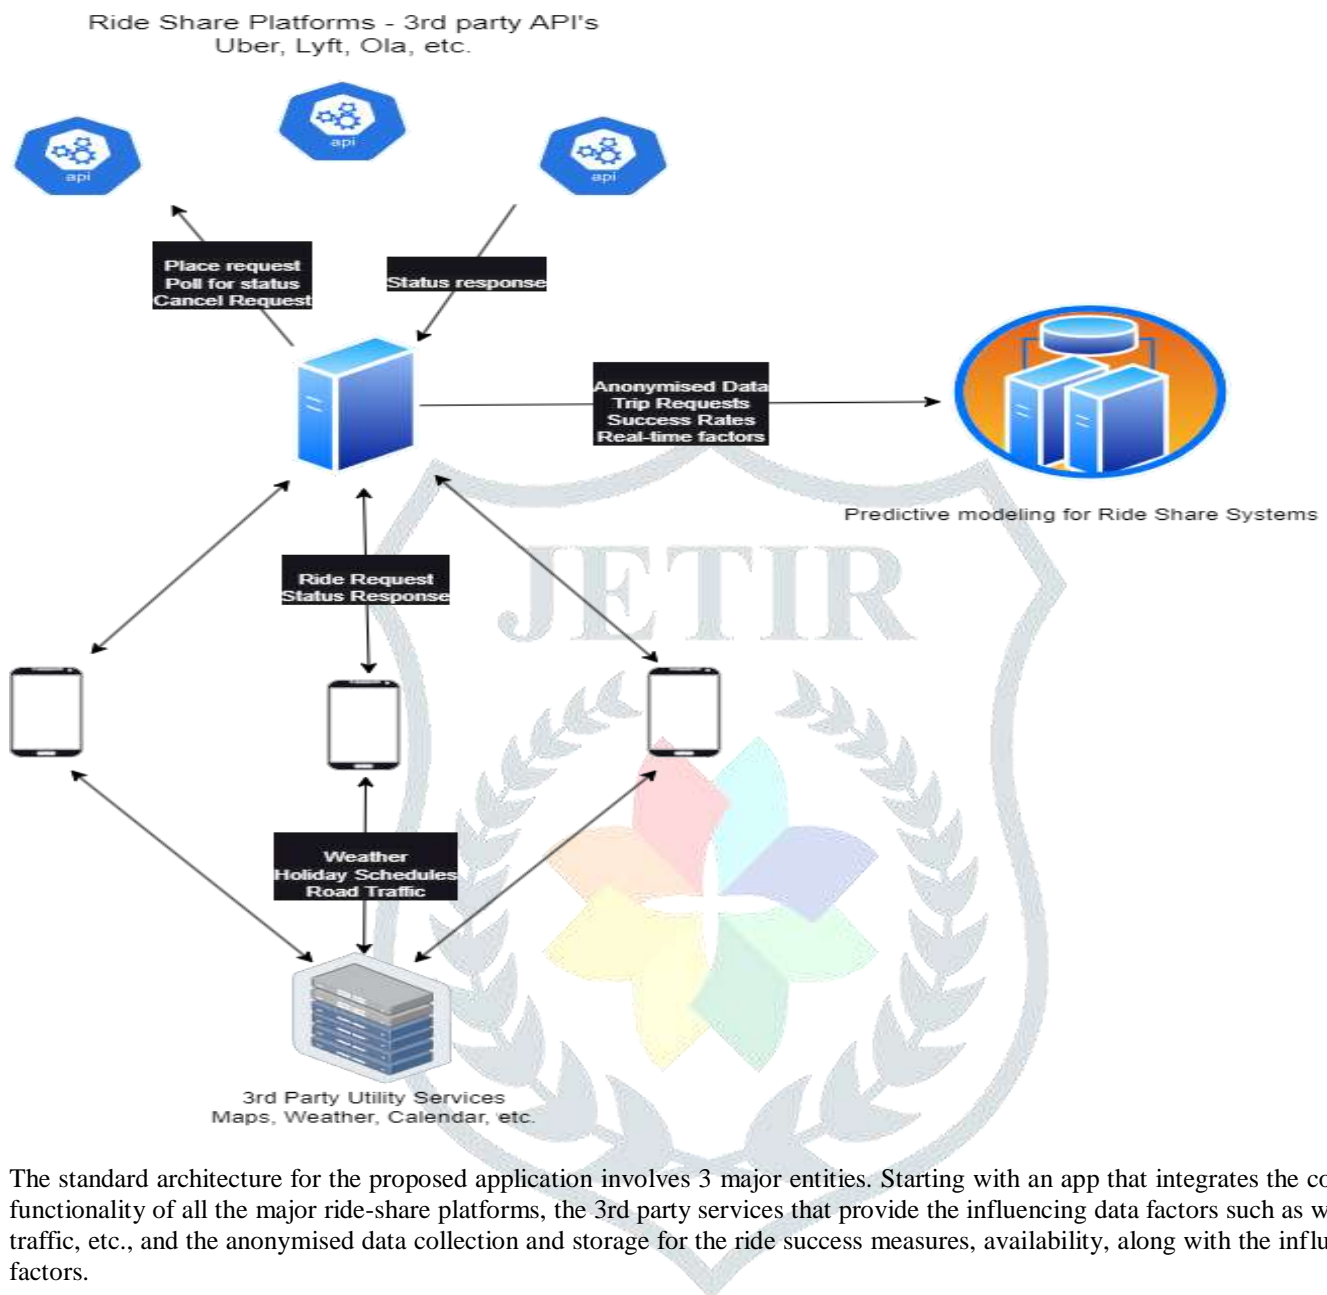 Ride Share Platforms - 3rd party API's
Uber, Lyft, Ola, etc.
api
api
api
Place request
Poll for status
Cancel Request
Status response
Anonymised Data
Trip Requests
Success Rates
Real-time factors
Predictive modeling for Ride Share Systems
JETIR
Ride Request
Status Response
Weather
Holiday Schedules
Road Traffic
3rd Party Utility Services
Maps, Weather, Calendar, etc.
The standard architecture for the proposed application involves 3 major entities. Starting with an app that integrates the
functionality of all the major ride-share platforms, the 3rd party services that provide the influencing data factors such as
traffic, etc., and the anonymised data collection and storage for the ride success measures, availability, along with the
factors.